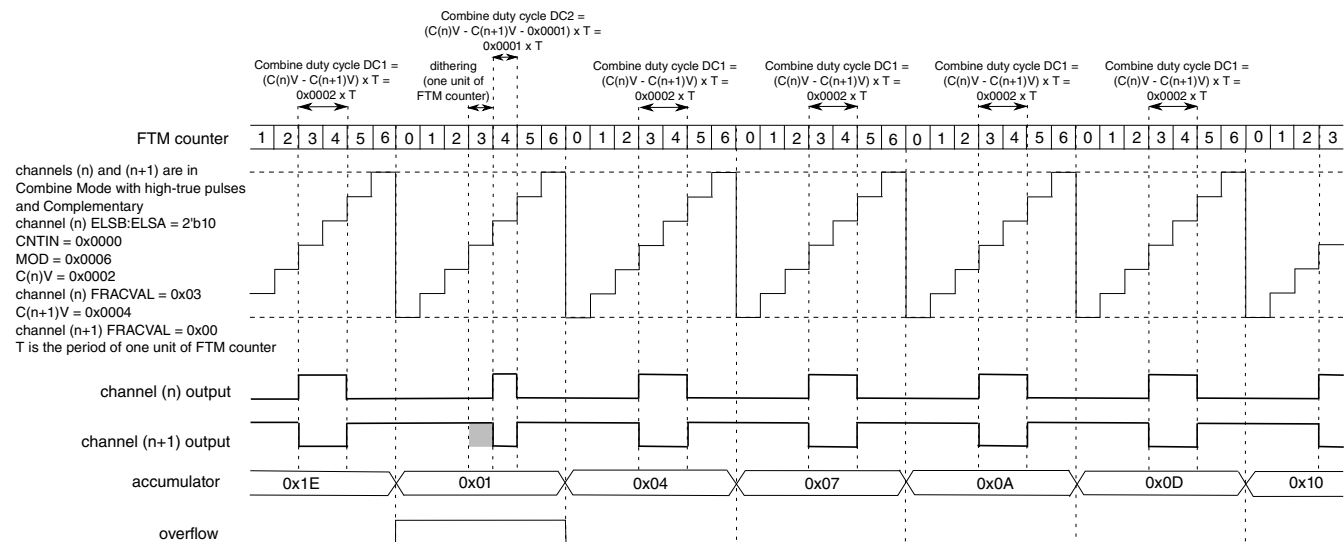 Combine duty cycle DC2 =
(C(n)V - C(n+1)V - 0x0001) x T =
0x0001 x T
Combine duty cycle DC1 =
(C(n)V - C(n+1)V) x T =
0x0002 x T
dithering
(one unit of
FTM counter)
Combine duty cycle DC1 =
(C(n)V - C(n+1)V) x T =
0x0002 x T
Combine duty cycle DC1 =
(C(n)V - C(n+1)V) x T =
0x0002 x T
Combine duty cycle DC1 =
(C(n)V - C(n+1)V) x T =
0x0002 x T
Combine duty cycle DC1 =
(C(n)V - C(n+1)V) x T =
0x0002 x T
FTM counter 1 2 3 4 5 6 0 1 2 3 4 5 6 0 1 2 3 4 5 6 0 1 2 3 4 5 6 0 1 2 3 4 5 6 0 1 2 3 4 5 6 0 1 2 3
channels (n) and (n+1) are in
Combine Mode with high-true pulses
and Complementary
channel (n) ELSB:ELSA = 2'b10
CNTIN = 0x0000
MOD = 0x0006
C(n)V = 0x0002
channel (n) FRACVAL = 0x03
C(n+1)V = 0x0004
channel (n+1) FRACVAL = 0x00
T is the period of one unit of FTM counter
channel (n) output
channel (n+1) output
accumulator 0x1E 0x01 0x04 0x07 0x0A 0x0D 0x10
overflow